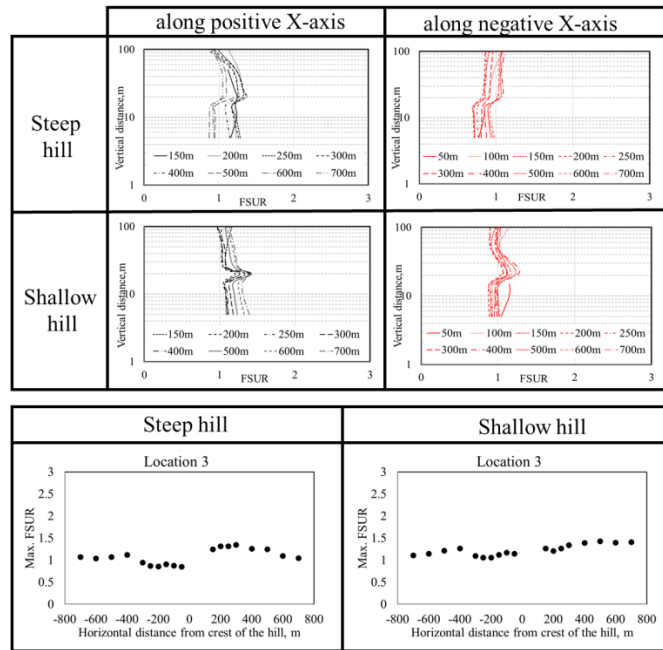 along positive X-axis
along negative X-axis
Steep hill
Vertical distance,m
100
10
1
150m 200m 250m 300m
400m 500m 600m 700m
0 1 2 3
FSUR
Vertical distance, m
100
10
1
50m 100m 150m 200m 250m
300m 400m 500m 600m 700m
0 1 2 3
FSUR
Shallow hill
Vertical distance,m
100
10
1
150m 200m 250m 300m
400m 500m 600m 700m
0 1 2 3
FSUR
Vertical distance,m
100
10
1
50m 100m 150m 200m 250m
300m 400m 500m 600m 700m
0 1 2 3
FSUR
Steep hill
Shallow hill
Location 3
Max. FSUR
3
2.5
2
1.5
1
0.5
0
-800 -600 -400 -200 0 200 400 600 800
Horizontal distance from crest of the hill, m
Location 3
Max. FSUR
3
2.5
2
1.5
1
0.5
0
-800 -600 -400 -200 0 200 400 600 800
Horizontal distance from crest of the hill, m